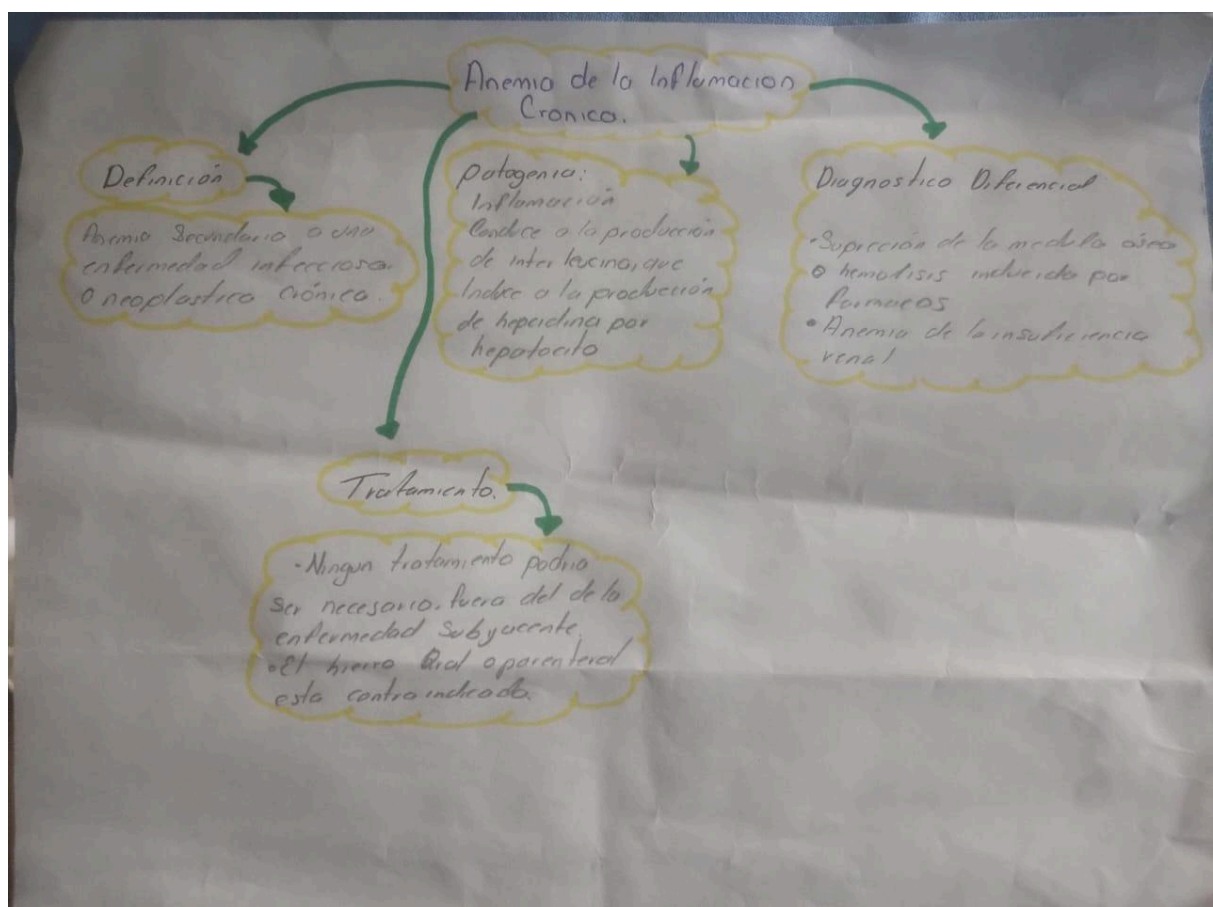 Anemia de la Inflamacion
Cronica.
Definición
Anemia Secundaria a una
enfermedad infecciosa
o neoplastica Crónica.
patogenia:
Inflamación
Conduce a la producción
de inter leucina, que
Induce a la producción
de hepcidina por
hepatocito
Diagnostico Diferencial
•Supreción de la medula ósea
o hemolisis inducida por
farmacos
•Anemia de la insuficiencia
renal
Tratamiento.
•Ningun tratamiento podria
ser necesario, fuera del de la
enfermedad Subyacente.
•El hierro Oral o parenteral
esta contraindicado.